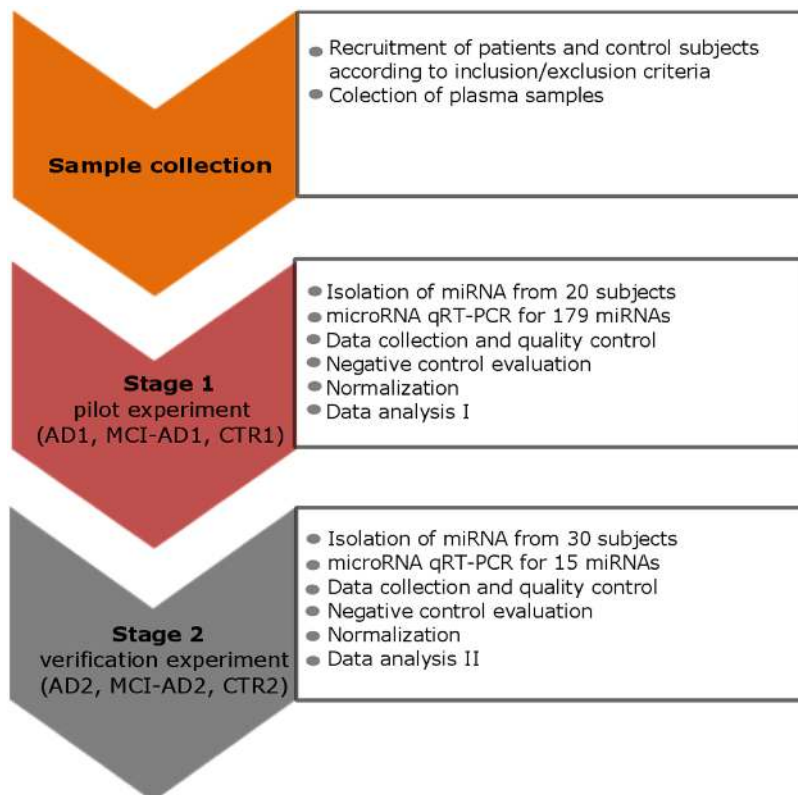 Sample collection
Recruitment of patients and control subjects
according to inclusion/exclusion criteria
Colection of plasma samples
Stage 1
pilot experiment
(AD1, MCI-AD1, CTR1)
Isolation of miRNA from 20 subjects
microRNA qRT-PCR for 179 miRNAs
Data collection and quality control
Negative control evaluation
Normalization
Data analysis I
Stage 2
verification experiment
(AD2, MCI-AD2, CTR2)
Isolation of miRNA from 30 subjects
microRNA qRT-PCR for 15 miRNAs
Data collection and quality control
Negative control evaluation
Normalization
Data analysis II